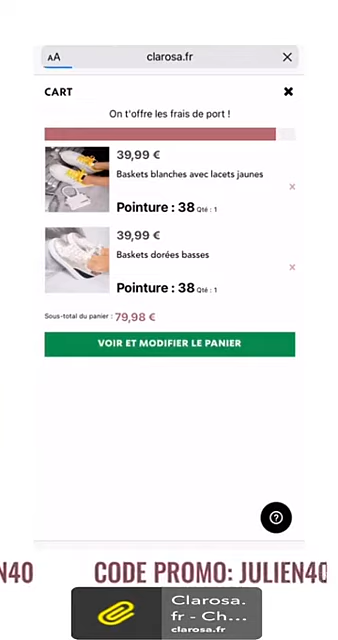 AA clarosa.fr
CART
On t'offre les frais de port !
39,99 €
Baskets blanches avec lacets jaunes
Pointure : 38 Qté : 1
39,99 €
Baskets dorées basses
Pointure : 38 Qté : 1
Sous-total du panier : 79,98 €
VOIR ET MODIFIER LE PANIER
N40 CODE PROMO: JULIEN40
Clarosa.
fr - Ch...
clarosa.fr